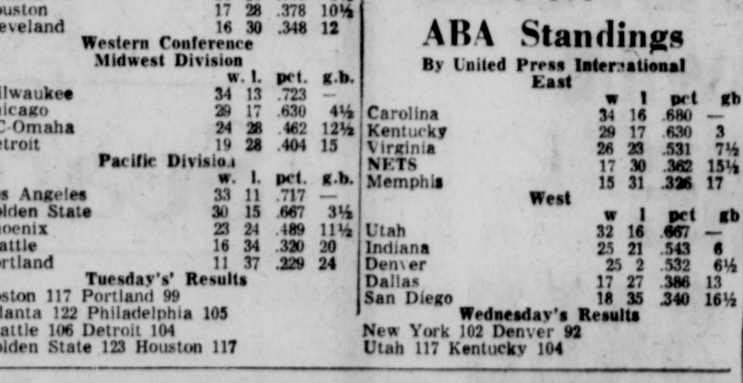 uston 17 28 .378 10½
eveland 16 30 .348 12
Western Conference
Midwest Division
w. l. pct. g.b.
ilwaukee 34 13 .723 —
icago 29 17 .630 4½
C-Omaha 24 28 .462 12½
troit 19 28 .404 15
Pacific Division
w. l. pct. g.b.
s Angeles 33 11 .717 —
lden State 30 15 .667 3½
oenix 23 24 .489 11½
attle 16 34 .320 20
rtland 11 37 .229 24
Tuesday's' Results
ston 117 Portland 99
lanta 122 Philadelphia 105
attle 106 Detroit 104
lden State 123 Houston 117
ABA Standings
By United Press International
East
w l pct gb
Carolina 34 16 .680 —
Kentucky 29 17 .630 3
Virginia 26 23 .531 7½
NETS 17 30 .362 15½
Memphis 15 31 .326 17
West
w l pct gb
Utah 32 16 .667 —
Indiana 25 21 .543 6
Denver 25 2 .532 6½
Dallas 17 27 .386 13
San Diego 18 35 .340 16½
Wednesday's Results
New York 102 Denver 92
Utah 117 Kentucky 104